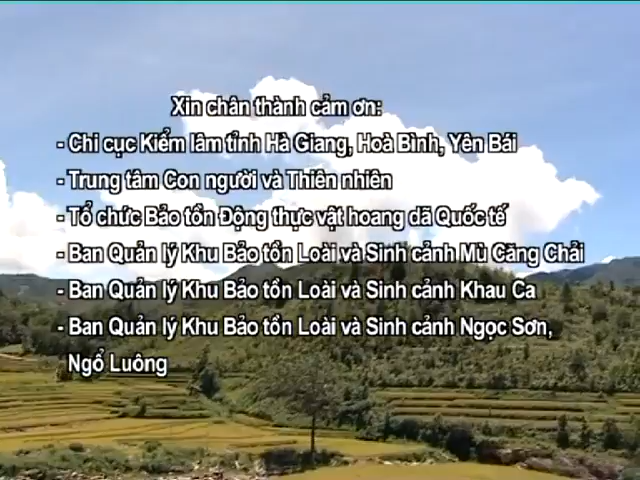 Xin chân thành cảm ơn:
- Chi cục Kiểm lâm tỉnh Hà Giang, Hoà Bình, Yên Bái
- Trung tâm Con người và Thiên nhiên
- Tổ chức Bảo tồn Động thực vật hoang dã Quốc tế
- Ban Quản lý Khu Bảo tồn Loài và Sinh cảnh Mù Căng Chải
- Ban Quản lý Khu Bảo tồn Loài và Sinh cảnh Khau Ca
- Ban Quản lý Khu Bảo tồn Loài và Sinh cảnh Ngọc Sơn,
Ngổ Luông